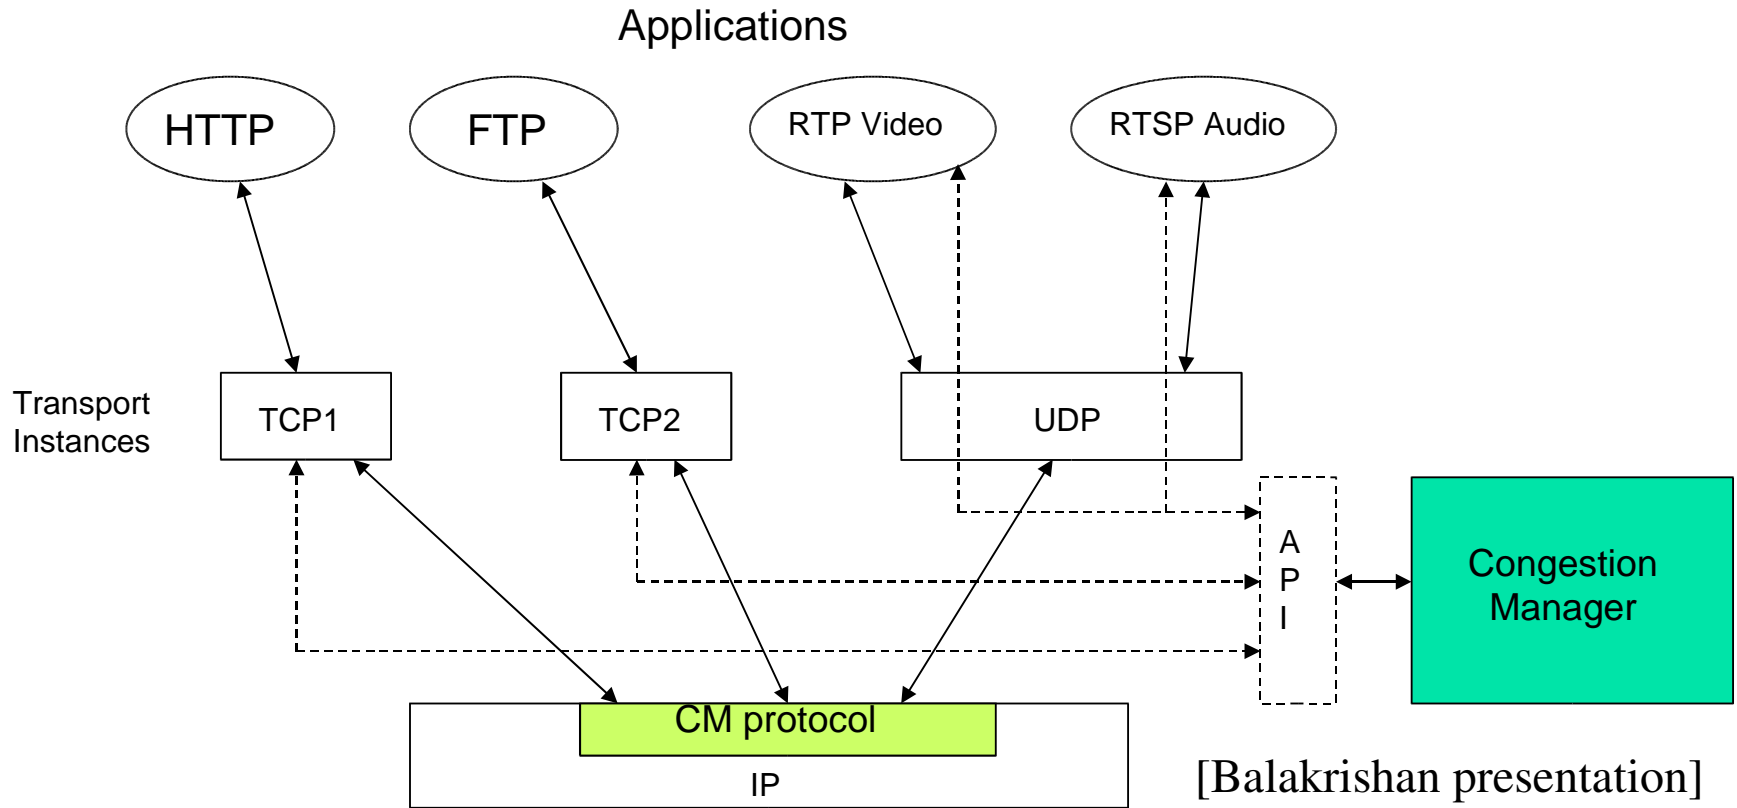 Applications
HTTP
FTP
RTP Video
RTSP Audio
Transport
Instances
TCP1
TCP2
UDP
A
P
I
Congestion
Manager
CM protocol
IP
[Balakrishan presentation]